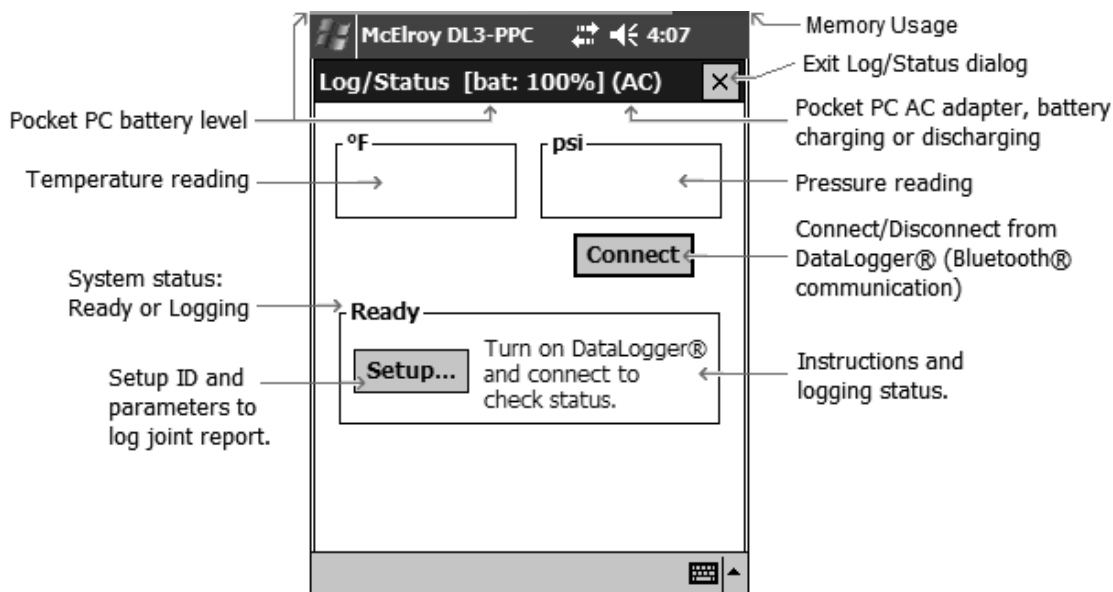 McElroy DL3-PPC 4:07
Log/Status [bat: 100%] (AC)
Memory Usage
Exit Log/Status dialog
Pocket PC battery level
Pocket PC AC adapter, battery
charging or discharging
°F
psi
Temperature reading
Pressure reading
Connect
Connect/Disconnect from
DataLogger® (Bluetooth®
communication)
System status:
Ready or Logging
Ready
Setup...
Turn on DataLogger®
and connect to
check status.
Instructions and
logging status.
Setup ID and
parameters to
log joint report.